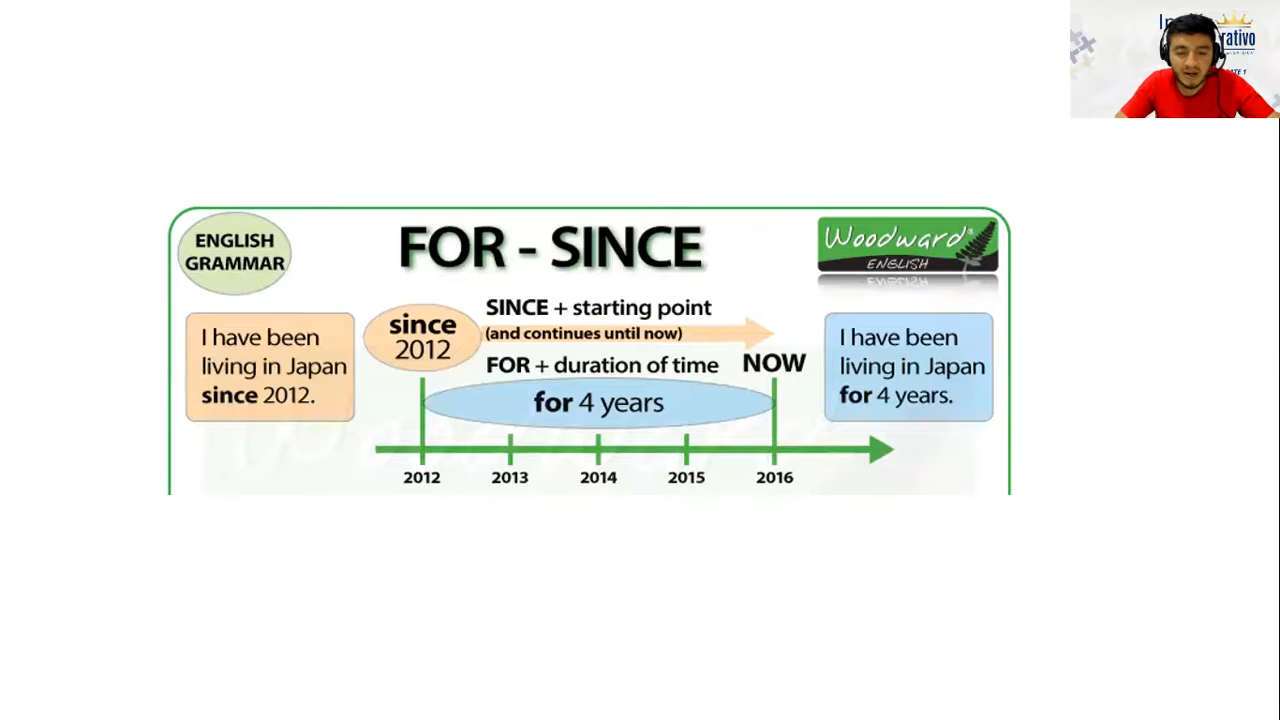 ENGLISH
GRAMMAR
FOR - SINCE
Woodward®
ENGLISH
I have been
living in Japan
since 2012.
since
2012
SINCE + starting point
(and continues until now)
FOR + duration of time
NOW
for 4 years
I have been
living in Japan
for 4 years.
2012
2013
2014
2015
2016